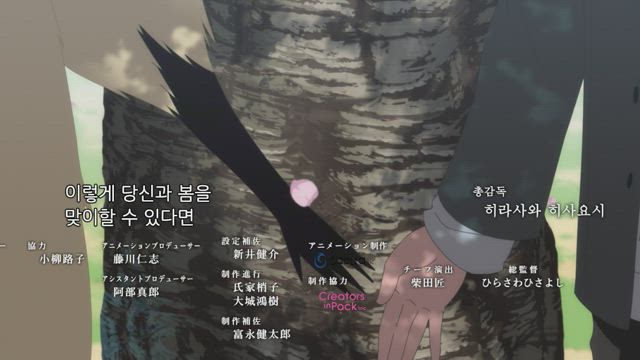 이렇게 당신과 봄을
맞이할 수 있다면
총감독
히라사와 히사요시
協力
小柳路子
アニメーションプロデューサー
藤川仁志
アシスタントプロデューサー
阿部真郎
設定補佐
新井健介
制作進行
氏家梢子
大城鴻樹
制作補佐
富永健太郎
アニメーション制作
制作協力
Creators
in Pack inc
チーフ演出
柴田匠
総監督
ひらさわひさよし